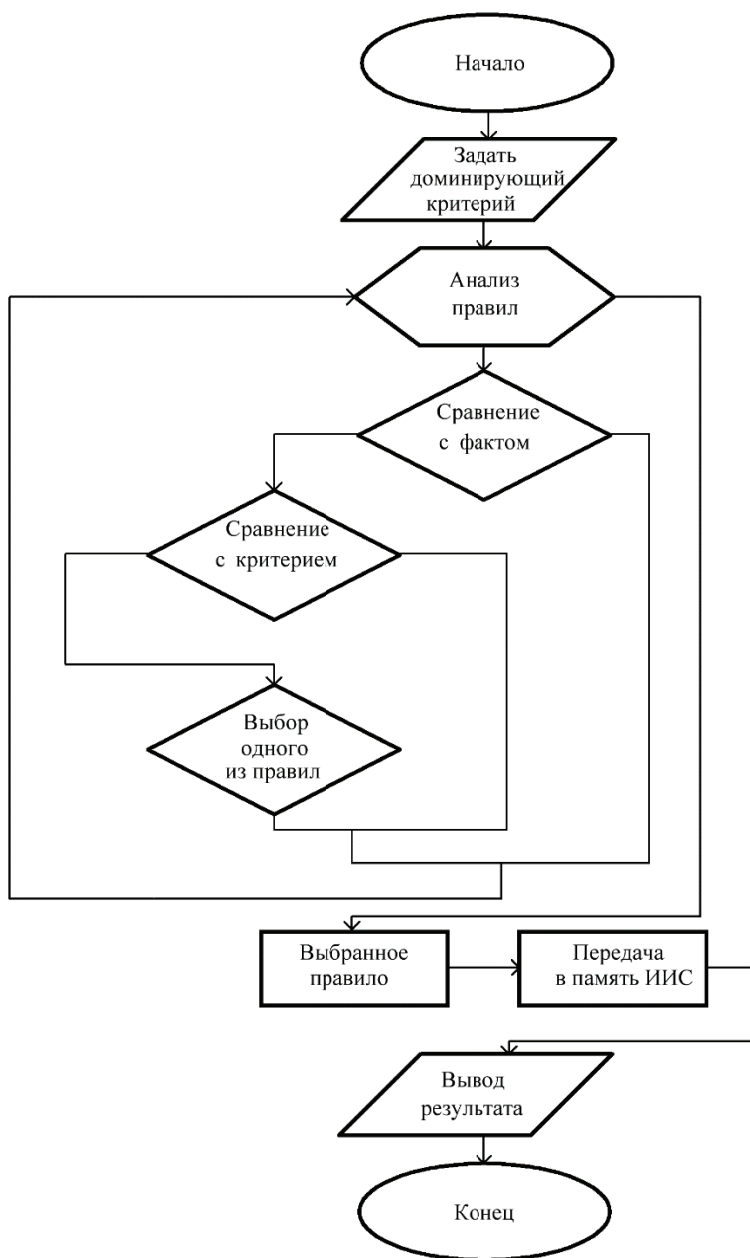 Начало
Задать
доминирующий
критерий
Анализ
правил
Сравнение
с фактом
Сравнение
с критерием
Выбор
одного
из правил
Выбранное
правило
Передача
в память ИИС
Вывод
результата
Конец